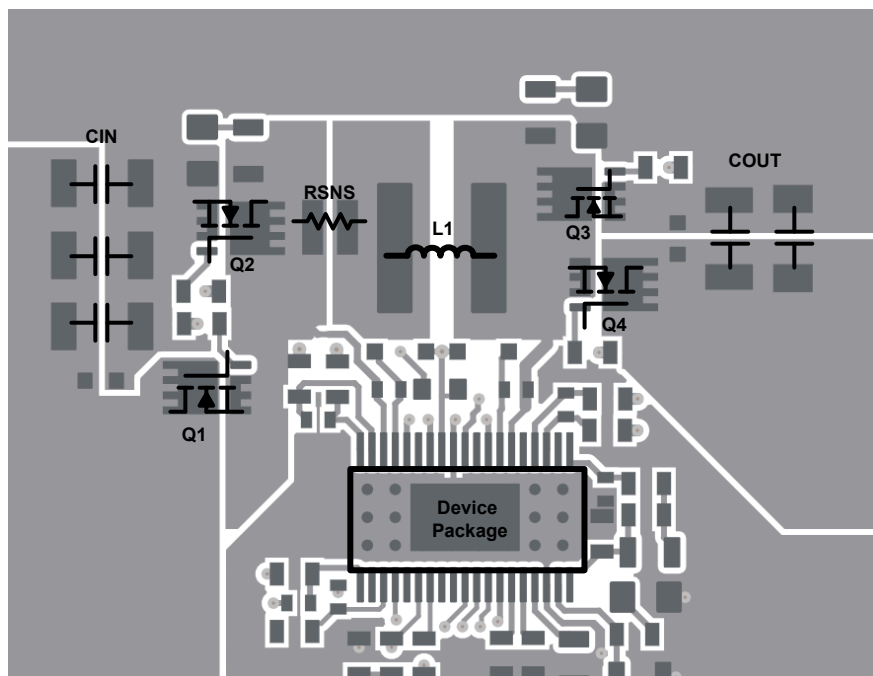 CIN
COUT
RSNS
L1
Q3
Q2
Q4
Q1
Device
Package